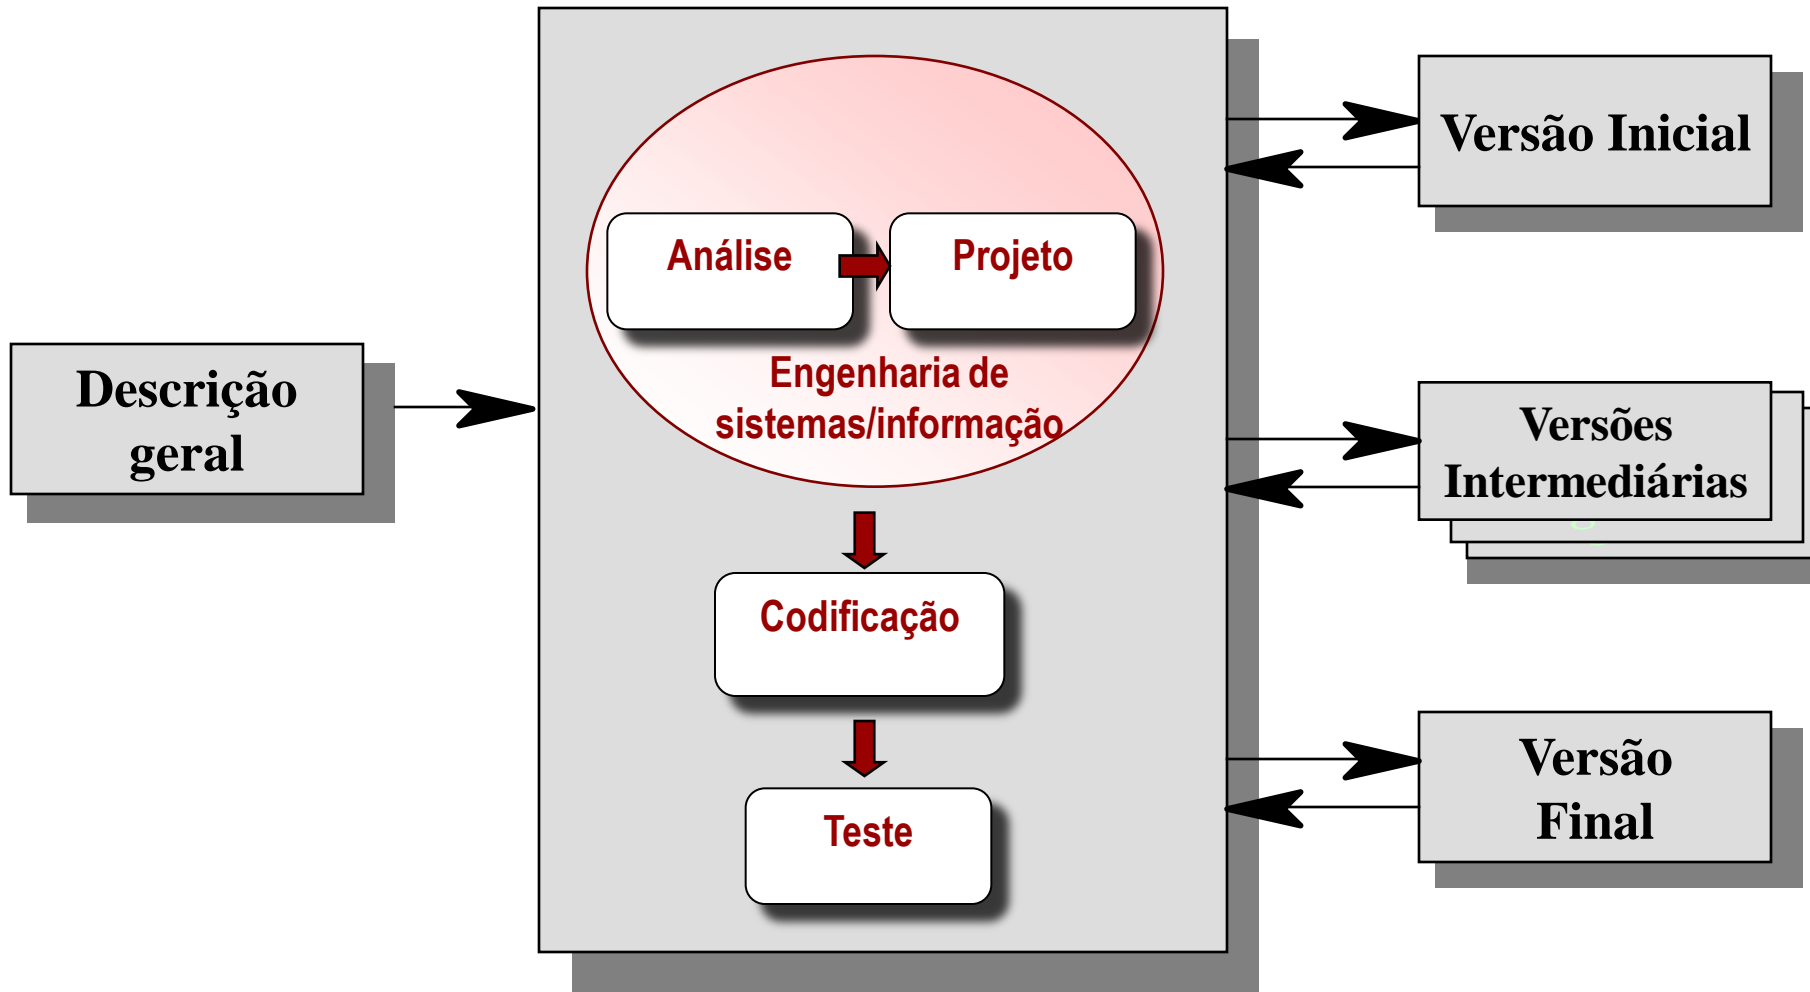 Descrição
geral
Análise
Projeto
Engenharia de
sistemas/informação
Codificação
Teste
Versão Inicial
Versões
Intermediárias
Versão
Final